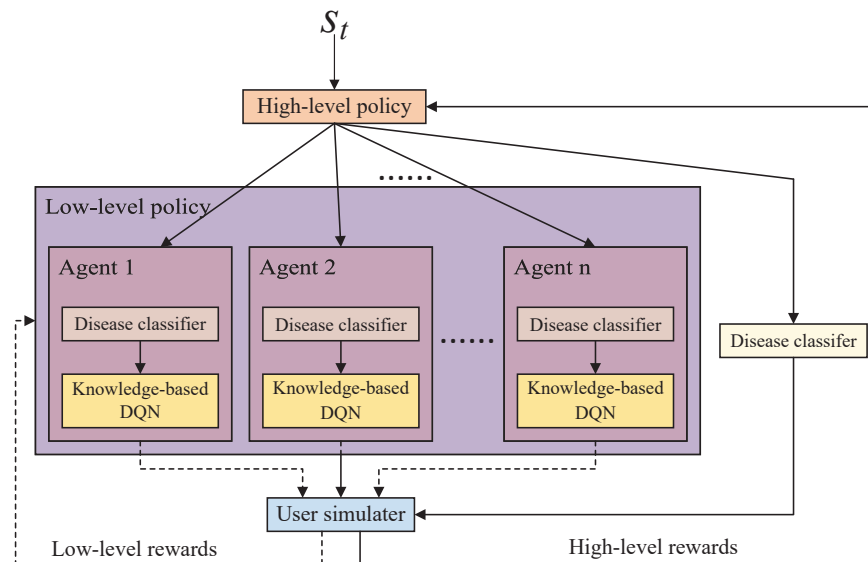 S_t
High-level policy
......
Low-level policy
Agent 1
Agent 2
Agent n
Disease classifier
Disease classifier
Disease classifier
......
Disease classifer
Knowledge-based
DQN
Knowledge-based
DQN
Knowledge-based
DQN
User simulater
Low-level rewards
High-level rewards